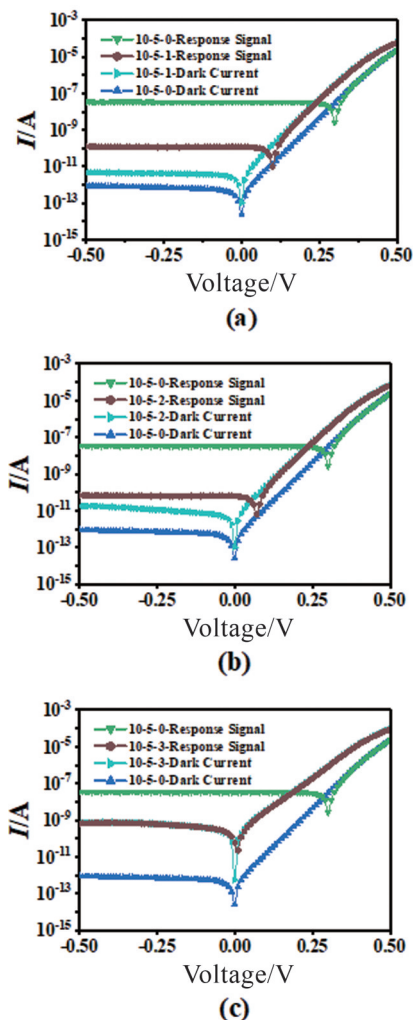 10⁻³
10-5-0-Response Signal
10-5-1-Response Signal
10-5-1-Dark Current
10-5-0-Dark Current
10⁻⁵
10⁻⁷
I/A
10⁻⁹
10⁻¹¹
10⁻¹³
10⁻¹⁵
-0.50 -0.25 0.00 0.25 0.50
Voltage/V
(a)
10⁻³
10-5-0-Response Signal
10-5-2-Response Signal
10-5-2-Dark Current
10-5-0-Dark Current
10⁻⁵
10⁻⁷
I/A
10⁻⁹
10⁻¹¹
10⁻¹³
10⁻¹⁵
-0.50 -0.25 0.00 0.25 0.50
Voltage/V
(b)
10⁻³
10-5-0-Response Signal
10-5-3-Response Signal
10-5-3-Dark Current
10-5-0-Dark Current
10⁻⁵
10⁻⁷
I/A
10⁻⁹
10⁻¹¹
10⁻¹³
10⁻¹⁵
-0.50 -0.25 0.00 0.25 0.50
Voltage/V
(c)